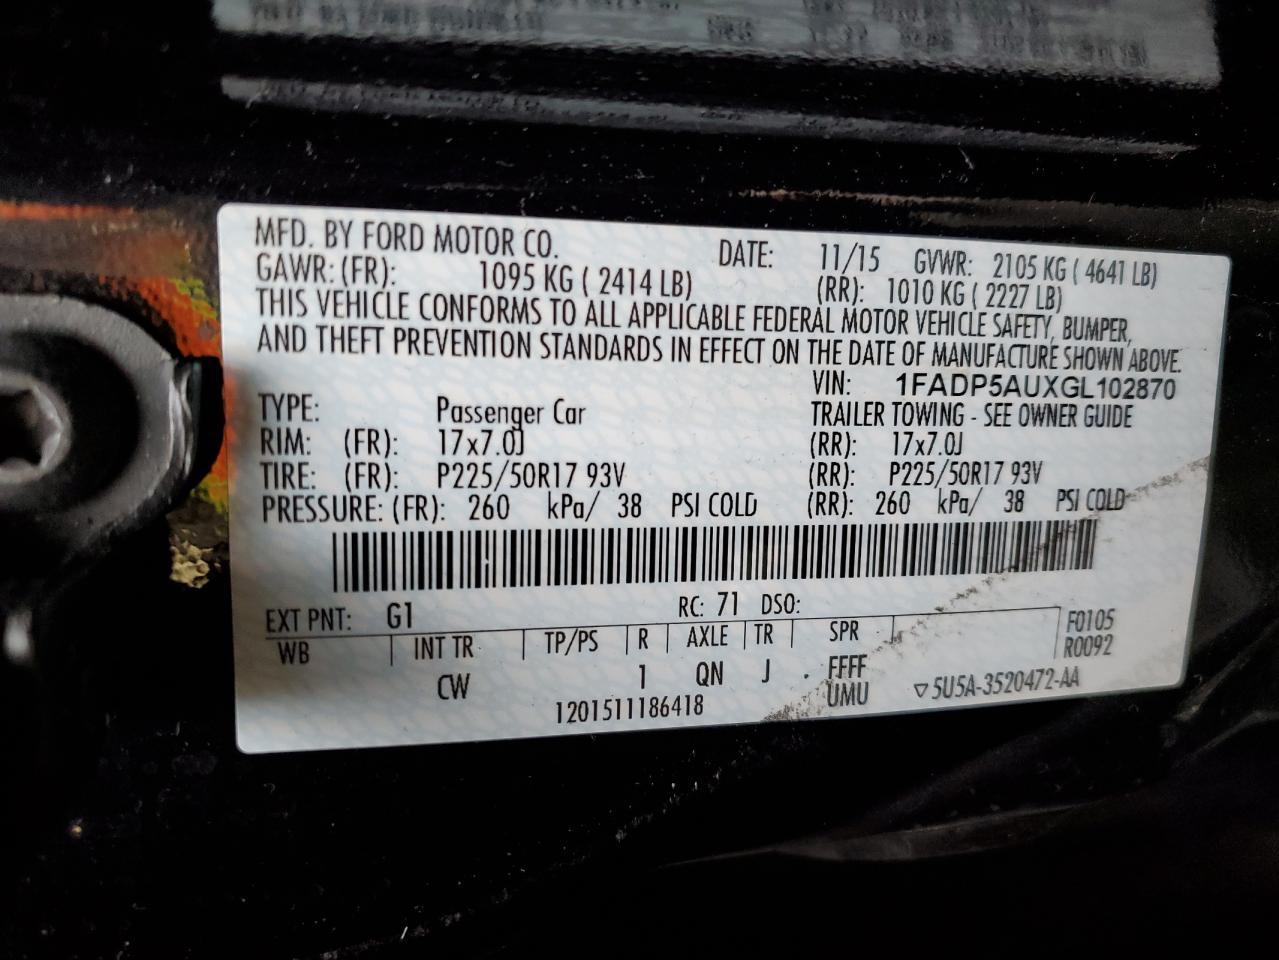 MFD. BY FORD MOTOR CO. DATE: 11/15 GVWR: 2105 KG ( 4641 LB)
GAWR: (FR): 1095 KG ( 2414 LB) (RR): 1010 KG ( 2227 LB)
THIS VEHICLE CONFORMS TO ALL APPLICABLE FEDERAL MOTOR VEHICLE SAFETY, BUMPER,
AND THEFT PREVENTION STANDARDS IN EFFECT ON THE DATE OF MANUFACTURE SHOWN ABOVE.
VIN: 1FADP5AUXGL102870
TYPE: Passenger Car TRAILER TOWING - SEE OWNER GUIDE
RIM: (FR): 17x7.0J (RR): 17x7.0J
TIRE: (FR): P225/50R17 93V (RR): P225/50R17 93V
PRESSURE: (FR): 260 kPa/ 38 PSI COLD (RR): 260 kPa/ 38 PSI COLD
EXT PNT: G1 RC: 71 DSO: F0105
WB INT TR TP/PS R AXLE TR SPR R0092
CW 1 QN J . FFFF
UMU ▽5U5A-3520472-AA
1201511186418